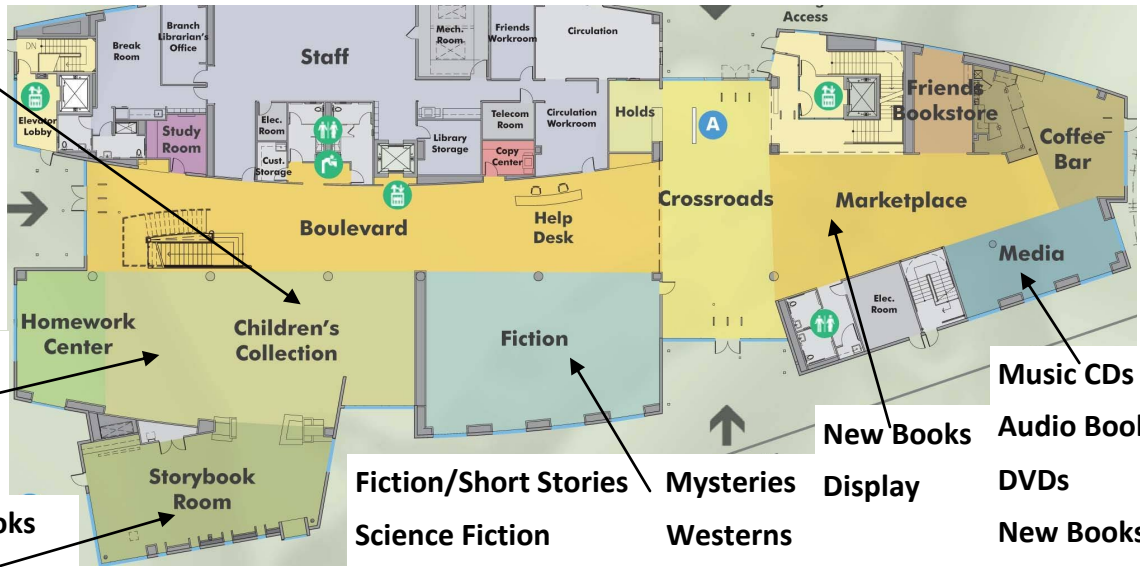 Access
DN
Break
Room
Branch
Librarian's
Office
Staff
Mech.
Room
Friends
Workroom
Circulation
Elevator
Lobby
Study
Room
Elec.
Room
Cust.
Storage
Library
Storage
Telecom
Room
Copy
Center
Circulation
Workroom
Holds
A
Friends
Bookstore
Coffee
Bar
Boulevard
Help
Desk
Crossroads
Marketplace
Media
Elec.
Room
Homework
Center
Children's
Collection
Fiction
Storybook
Room
Fiction/Short Stories
Science Fiction
Mysteries
Westerns
New Books
Display
Music CDs
Audio
DVDs
New Books